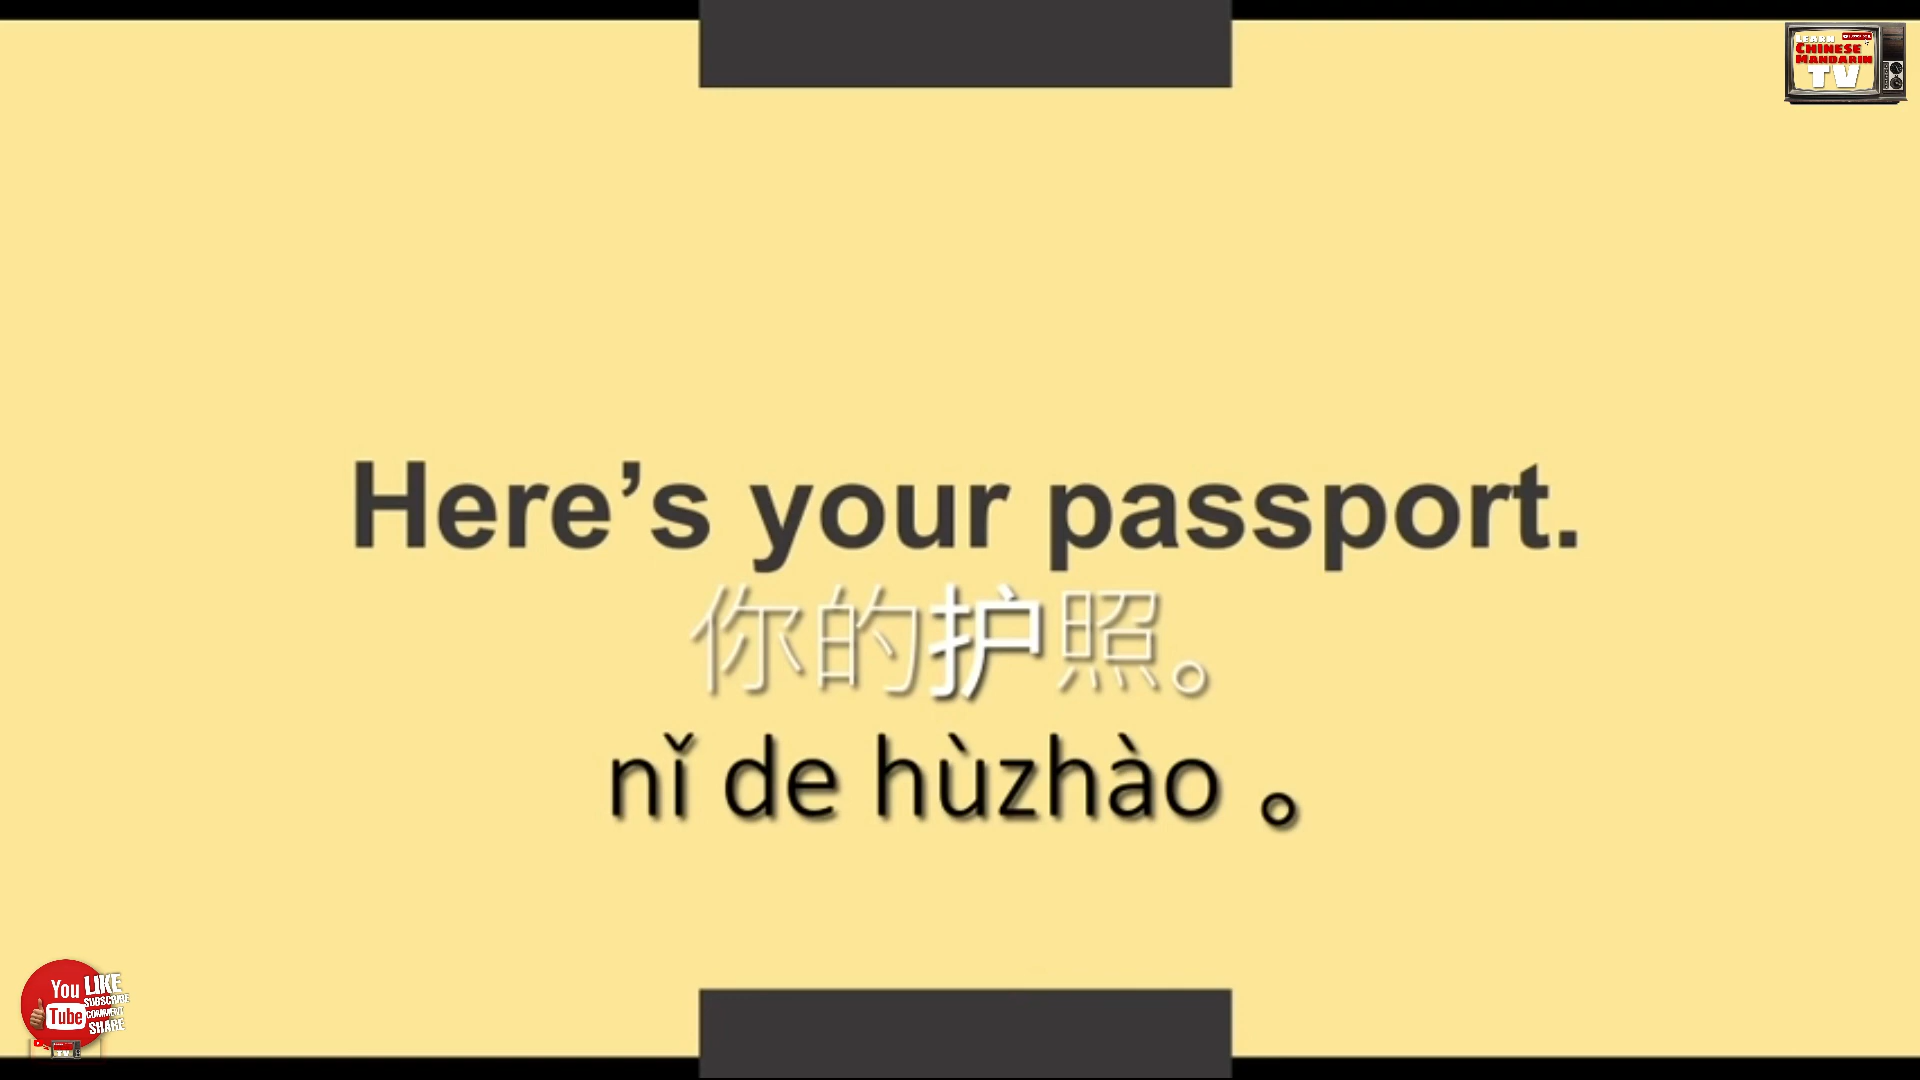 LEARN
CHINESE
MANDARIN
TV
Here’s your passport.
你的护照。
nǐ de hùzhào 。
You LIKE
SUBSCRIBE
Tube COMMENT
SHARE